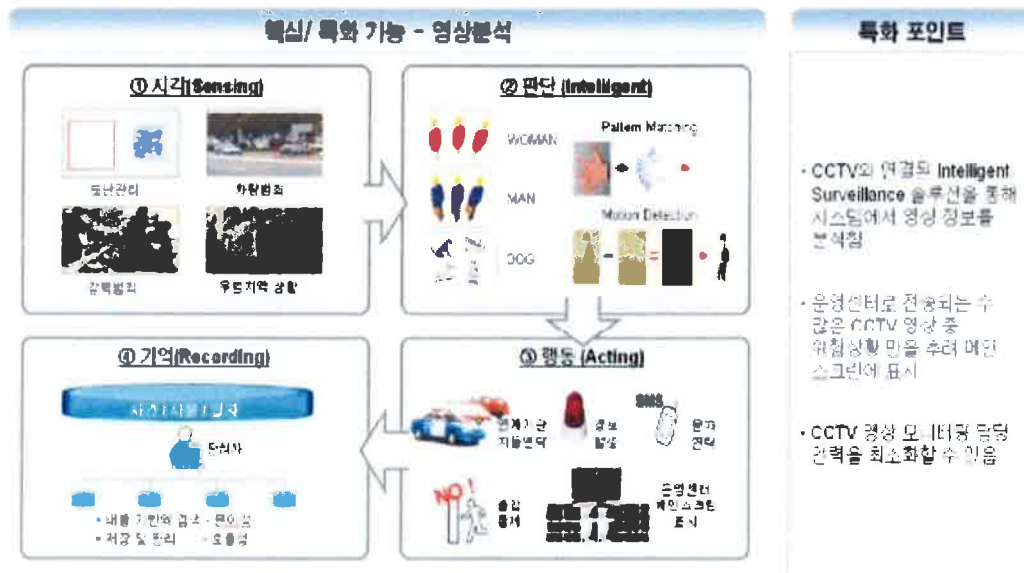 핵심/ 특화 기능 - 영상분석
특화 포인트
① 시각(Sensing)
도난관리
차량범죄
강력범죄
우범지역 상황
② 판단 (Intelligent)
WOMAN
MAN
DOG
Pattern Matching
Motion Detection
③ 행동 (Acting)
연계기관
자동연락
경보
발생
SMS
문자
전력
NO!
출입
통제
운영센터
메인스크린
표시
④ 기억(Recording)
관리자
• 내용 기반의 검색
• 저장 및 관리
• CCTV와 연결된 Intelligent
Surveillance 솔루션을 통해
시스템에서 영상 정보를
분석함
• 운영센터로 전송되는 수
많은 CCTV 영상 중
위험상황 만을 추려 메인
스크린에 표시
• CCTV 영상 모니터링 담당
인력을 최소화할 수 있음